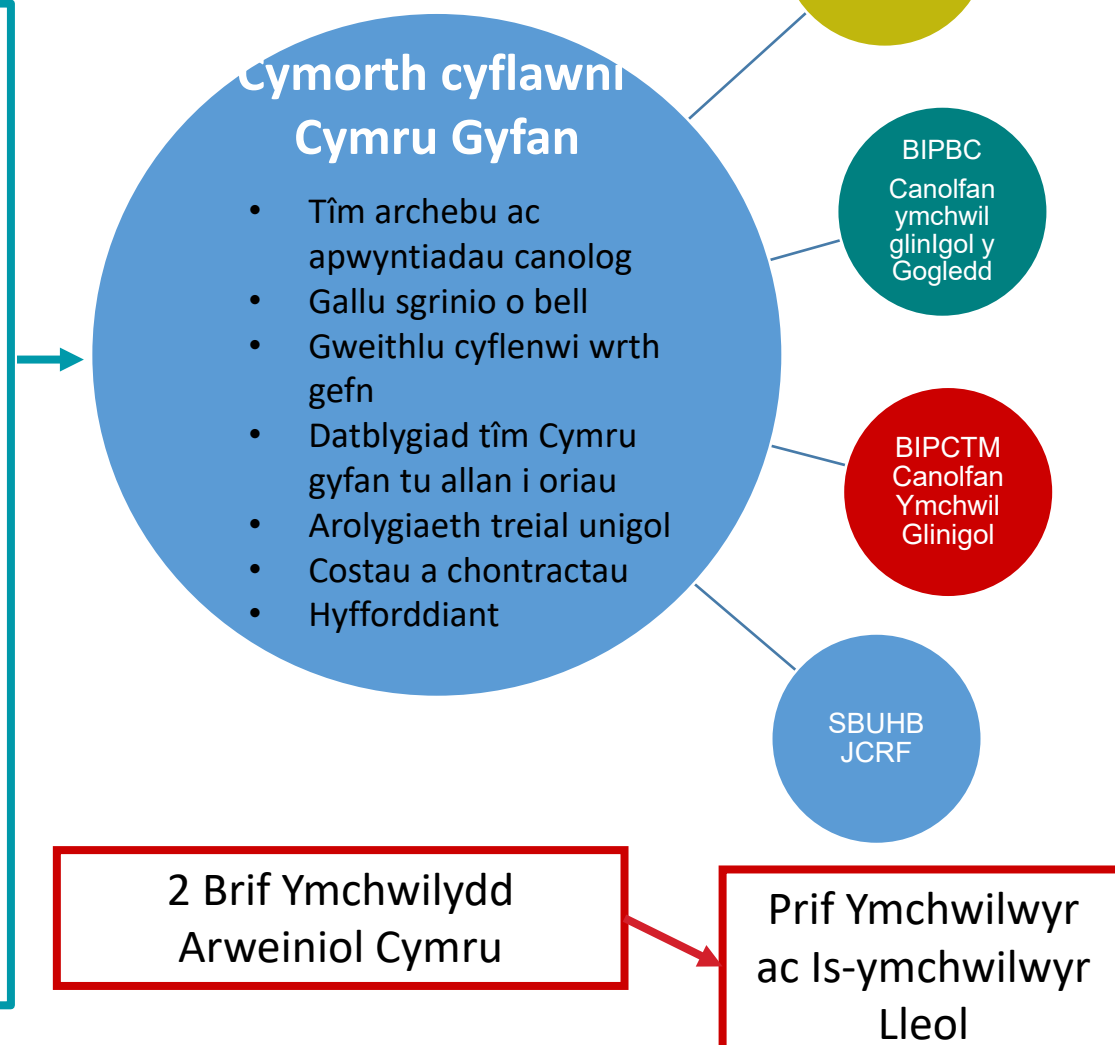 Cymorth cyflawni
Cymru Gyfan
• Tîm archebu ac
apwyntiadau canolog
• Gallu sgrinio o bell
• Gweithlu cyflenwi wrth
gefn
• Datblygiad tîm Cymru
gyfan tu allan i oriau
• Arolygiaeth treial unigol
• Costau a chontractau
• Hyfforddiant
BIPBC
Canolfan
ymchwil
glinIgol y
Gogledd
BIPCTM
Canolfan
Ymchwil
Glinigol
SBUHB
JCRF
2 Brif Ymchwilydd
Arweiniol Cymru
Prif Ymchwilwyr
ac Is-ymchwilwyr
Lleol